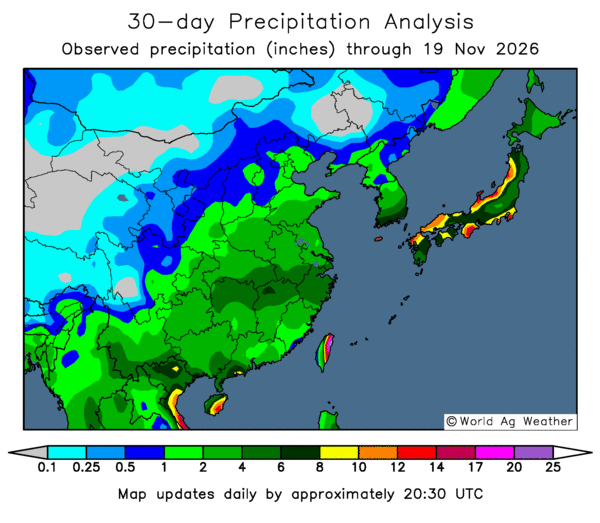 30-day Precipitation Analysis
Observed precipitation (inches) through 19 Nov 2026
© World Ag Weather
0.1 0.25 0.5 1 2 4 6 8 10 12 14 17 20 25
Map updates daily by approximately 20:30 UTC